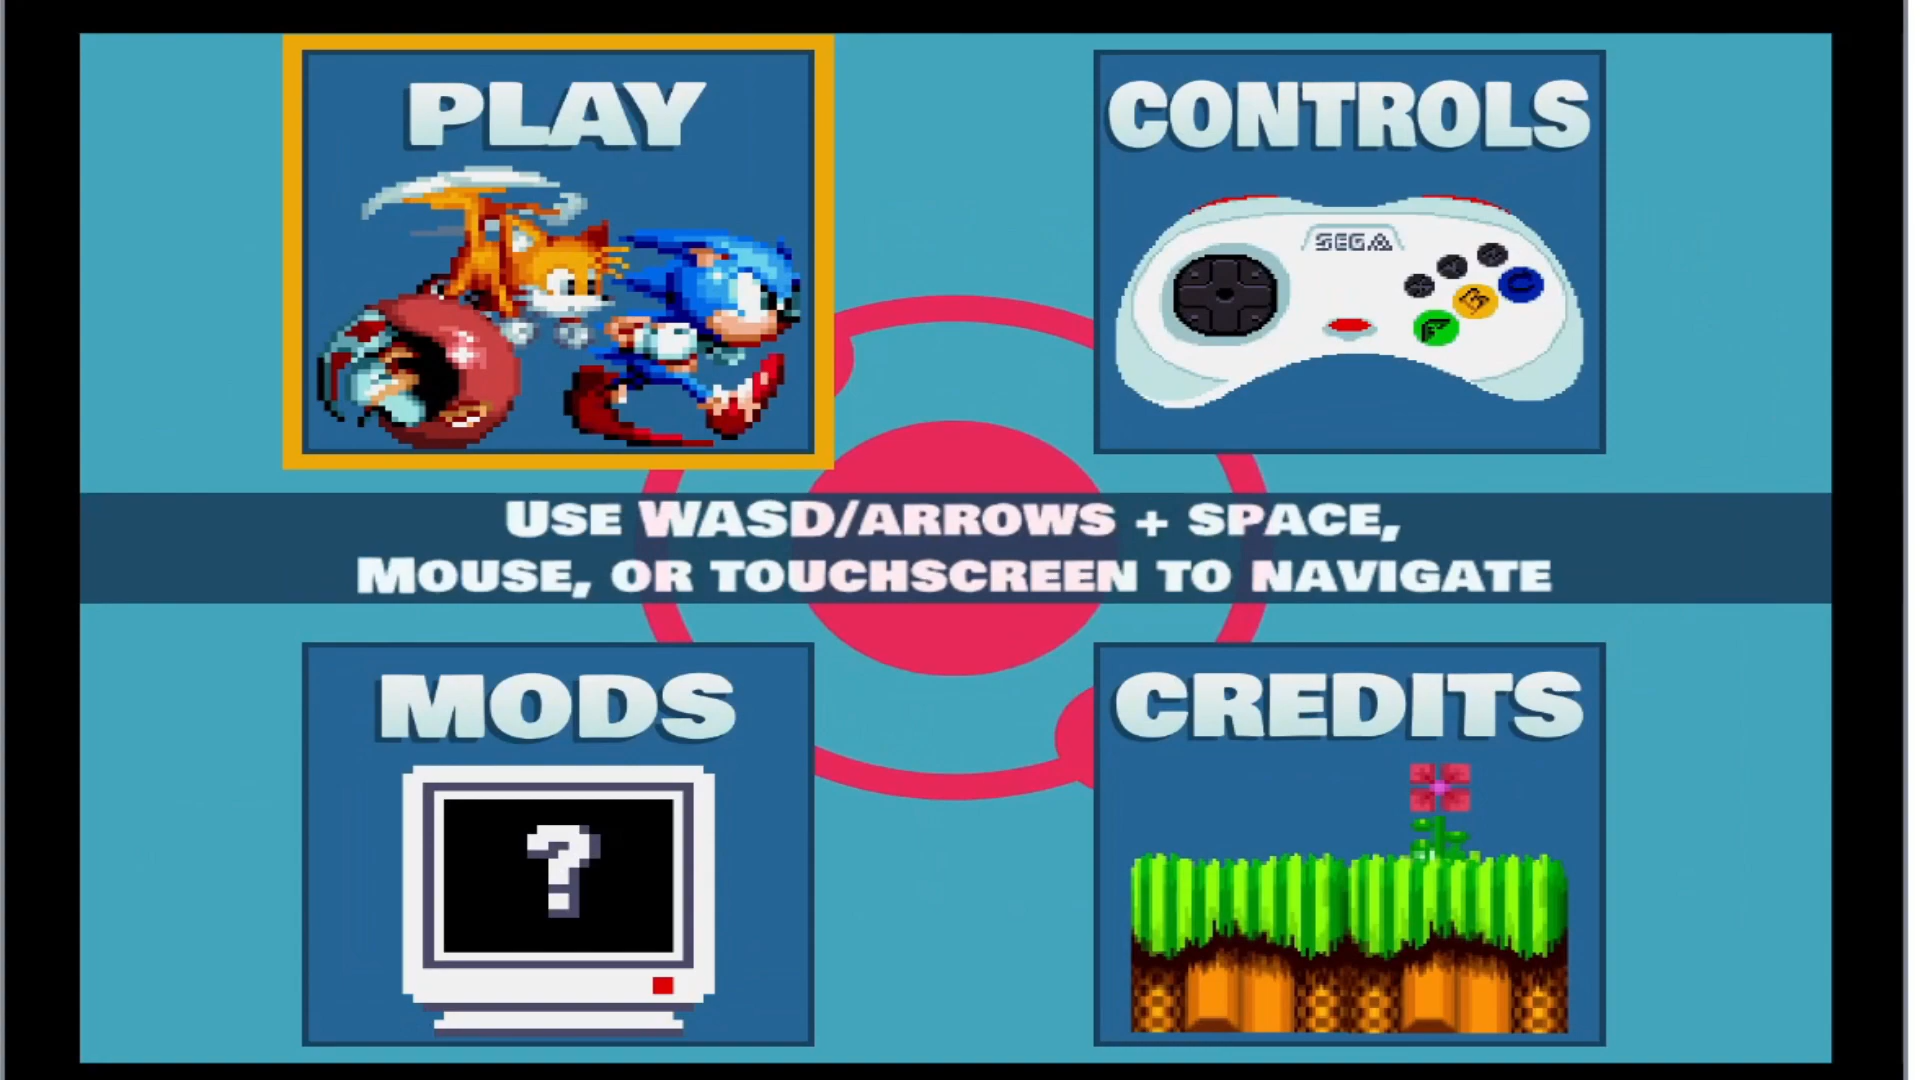 PLAY
CONTROLS
SEGA
USE WASD/ARROWS + SPACE,
MOUSE, OR TOUCHSCREEN TO NAVIGATE
MODS
CREDITS
?